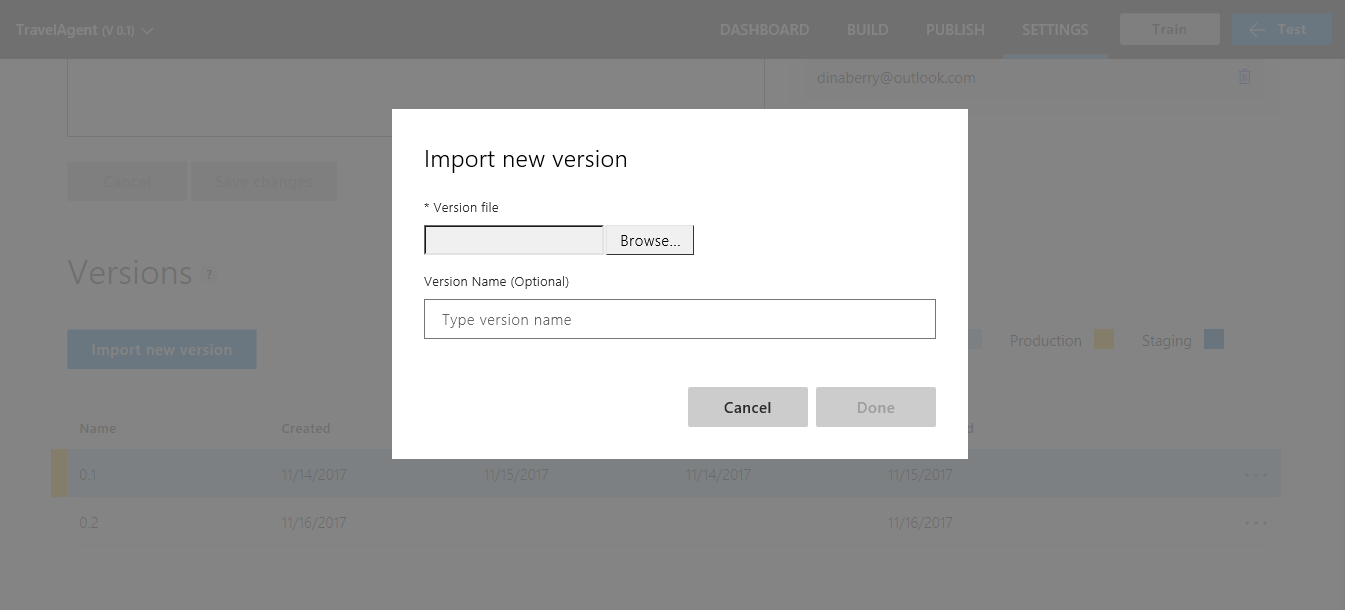 TravelAgent (V 0.1)
DASHBOARD BUILD PUBLISH SETTINGS Train Test
dinaberry@outlook.com
Cancel Save changes
Versions ?
Import new version
Production Staging
Name Created
0.1 11/14/2017 11/15/2017 11/14/2017 11/15/2017
0.2 11/16/2017 11/16/2017
Import new version
* Version file
Browse...
Version Name (Optional)
Type version name
Cancel Done